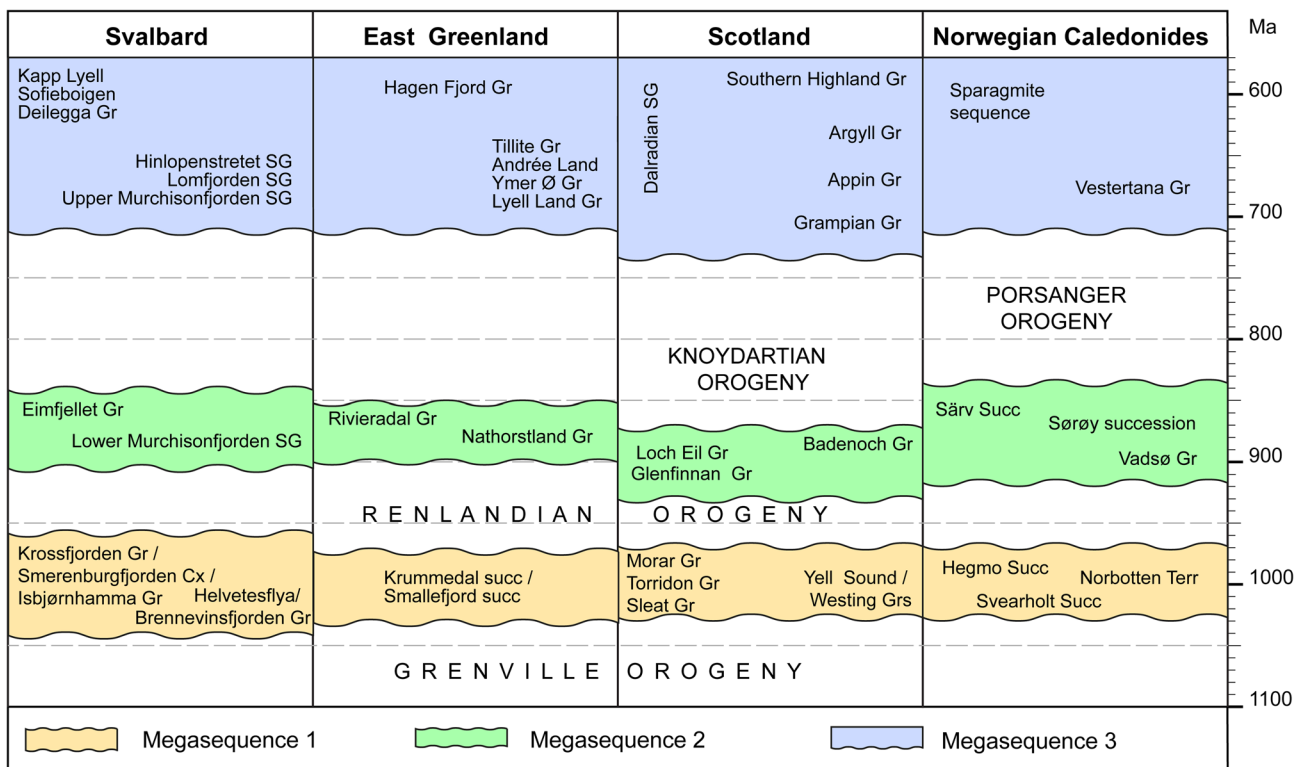 Svalbard
East Greenland
Scotland
Norwegian Caledonides
Ma
Kapp Lyell
Sofieboigen
Deilegga Gr
Hinlopenstretet SG
Lomfjorden SG
Upper Murchisonfjorden SG
Hagen Fjord Gr
Tillite Gr
Andrée Land
Ymer Ø Gr
Lyell Land Gr
Dalradian SG
Southern Highland Gr
Argyll Gr
Appin Gr
Grampian Gr
Sparagmite
sequence
Vestertana Gr
600
700
PORSANGER
OROGENY
800
KNOYDARTIAN
OROGENY
Eimfjellet Gr
Lower Murchisonfjorden SG
Rivieradal Gr
Nathorstland Gr
Loch Eil Gr
Glenfinnan Gr
Badenoch Gr
Särv Succ
Sørøy succession
Vadsø Gr
900
RENLANDIAN OROGENY
Krossfjorden Gr /
Smerenburgfjorden Cx /
Isbjørnhamma Gr
Helvetesflya/
Brennevinsfjorden Gr
Krummedal succ /
Smallefjord succ
Morar Gr
Torridon Gr
Sleat Gr
Yell Sound /
Westing Grs
Hegmo Succ
Norbotten Terr
Svearholt Succ
1000
GRENVILLE OROGENY
1100
Megasequence 1
Megasequence 2
Megasequence 3